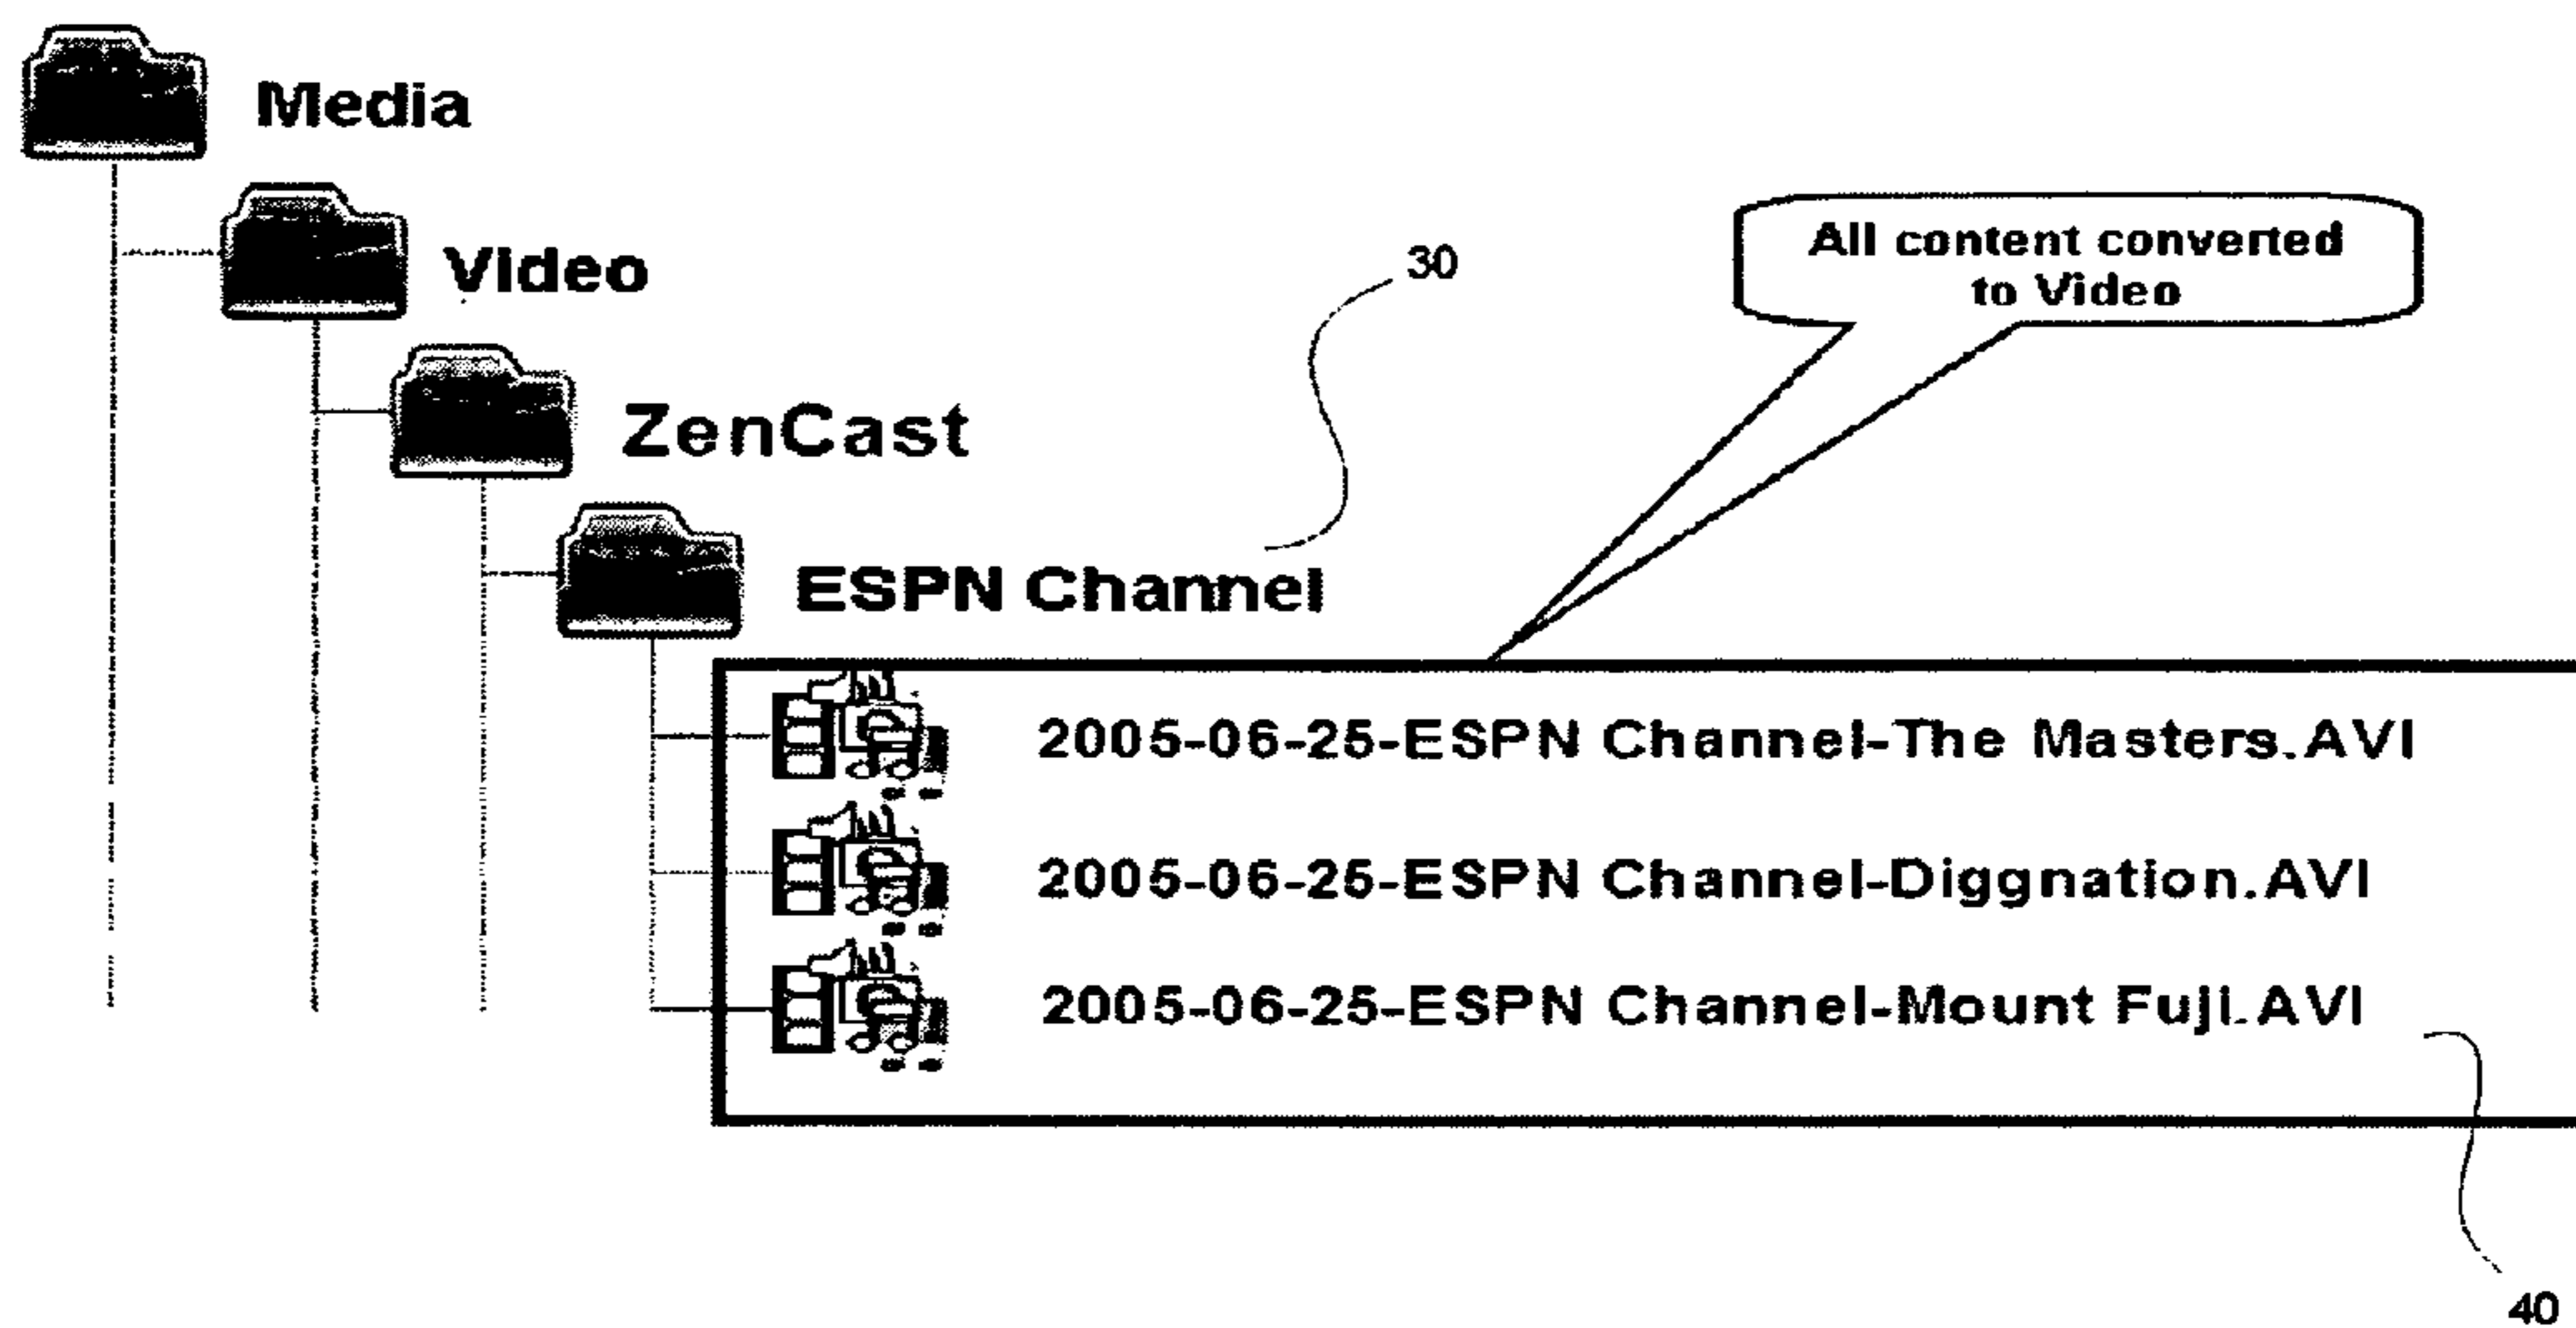 Media
Video
30
All content converted
to Video
ZenCast
ESPN Channel
2005-06-25-ESPN Channel-The Masters.AVI
2005-06-25-ESPN Channel-Diggnation.AVI
2005-06-25-ESPN Channel-Mount Fuji.AVI
40